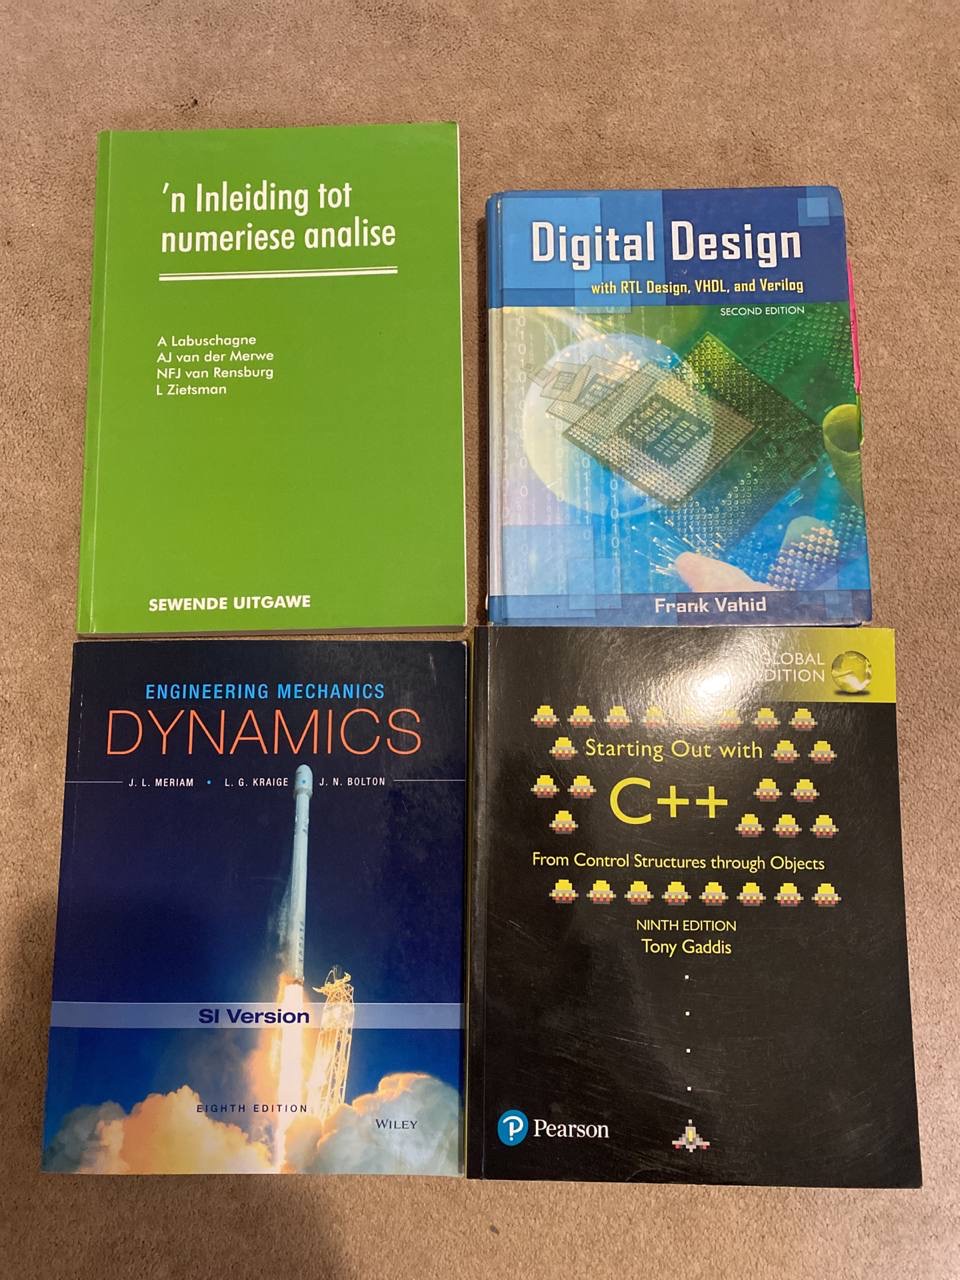 'n Inleiding tot
numeriese analise
A Labuschagne
AJ van der Merwe
NFJ van Rensburg
L Zietsman
SEWENDE UITGAWE
Digital Design
with RTL Design, VHDL, and Verilog
SECOND EDITION
Frank Vahid
ENGINEERING MECHANICS
DYNAMICS
J. L. MERIAM • L. G. KRAIGE • J. N. BOLTON
SI Version
EIGHTH EDITION
WILEY
GLOBAL
EDITION
Starting Out with
C++
From Control Structures through Objects
NINTH EDITION
Tony Gaddis
P Pearson